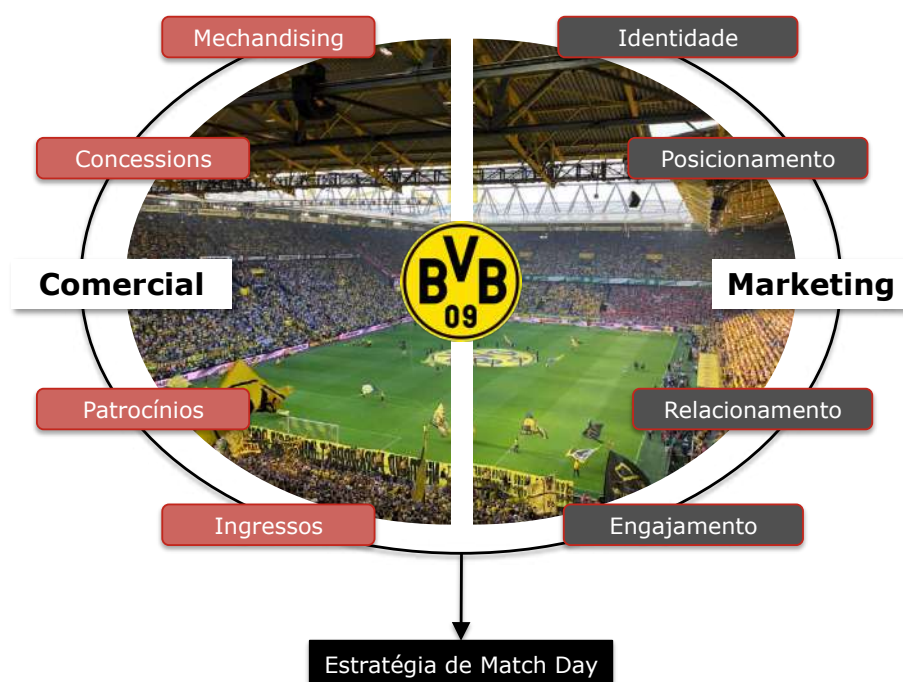 Mechandising
Identidade
Concessions
Posicionamento
Comercial
BVB
09
Marketing
Patrocínios
Relacionamento
Ingressos
Engajamento
Estratégia de Match Day